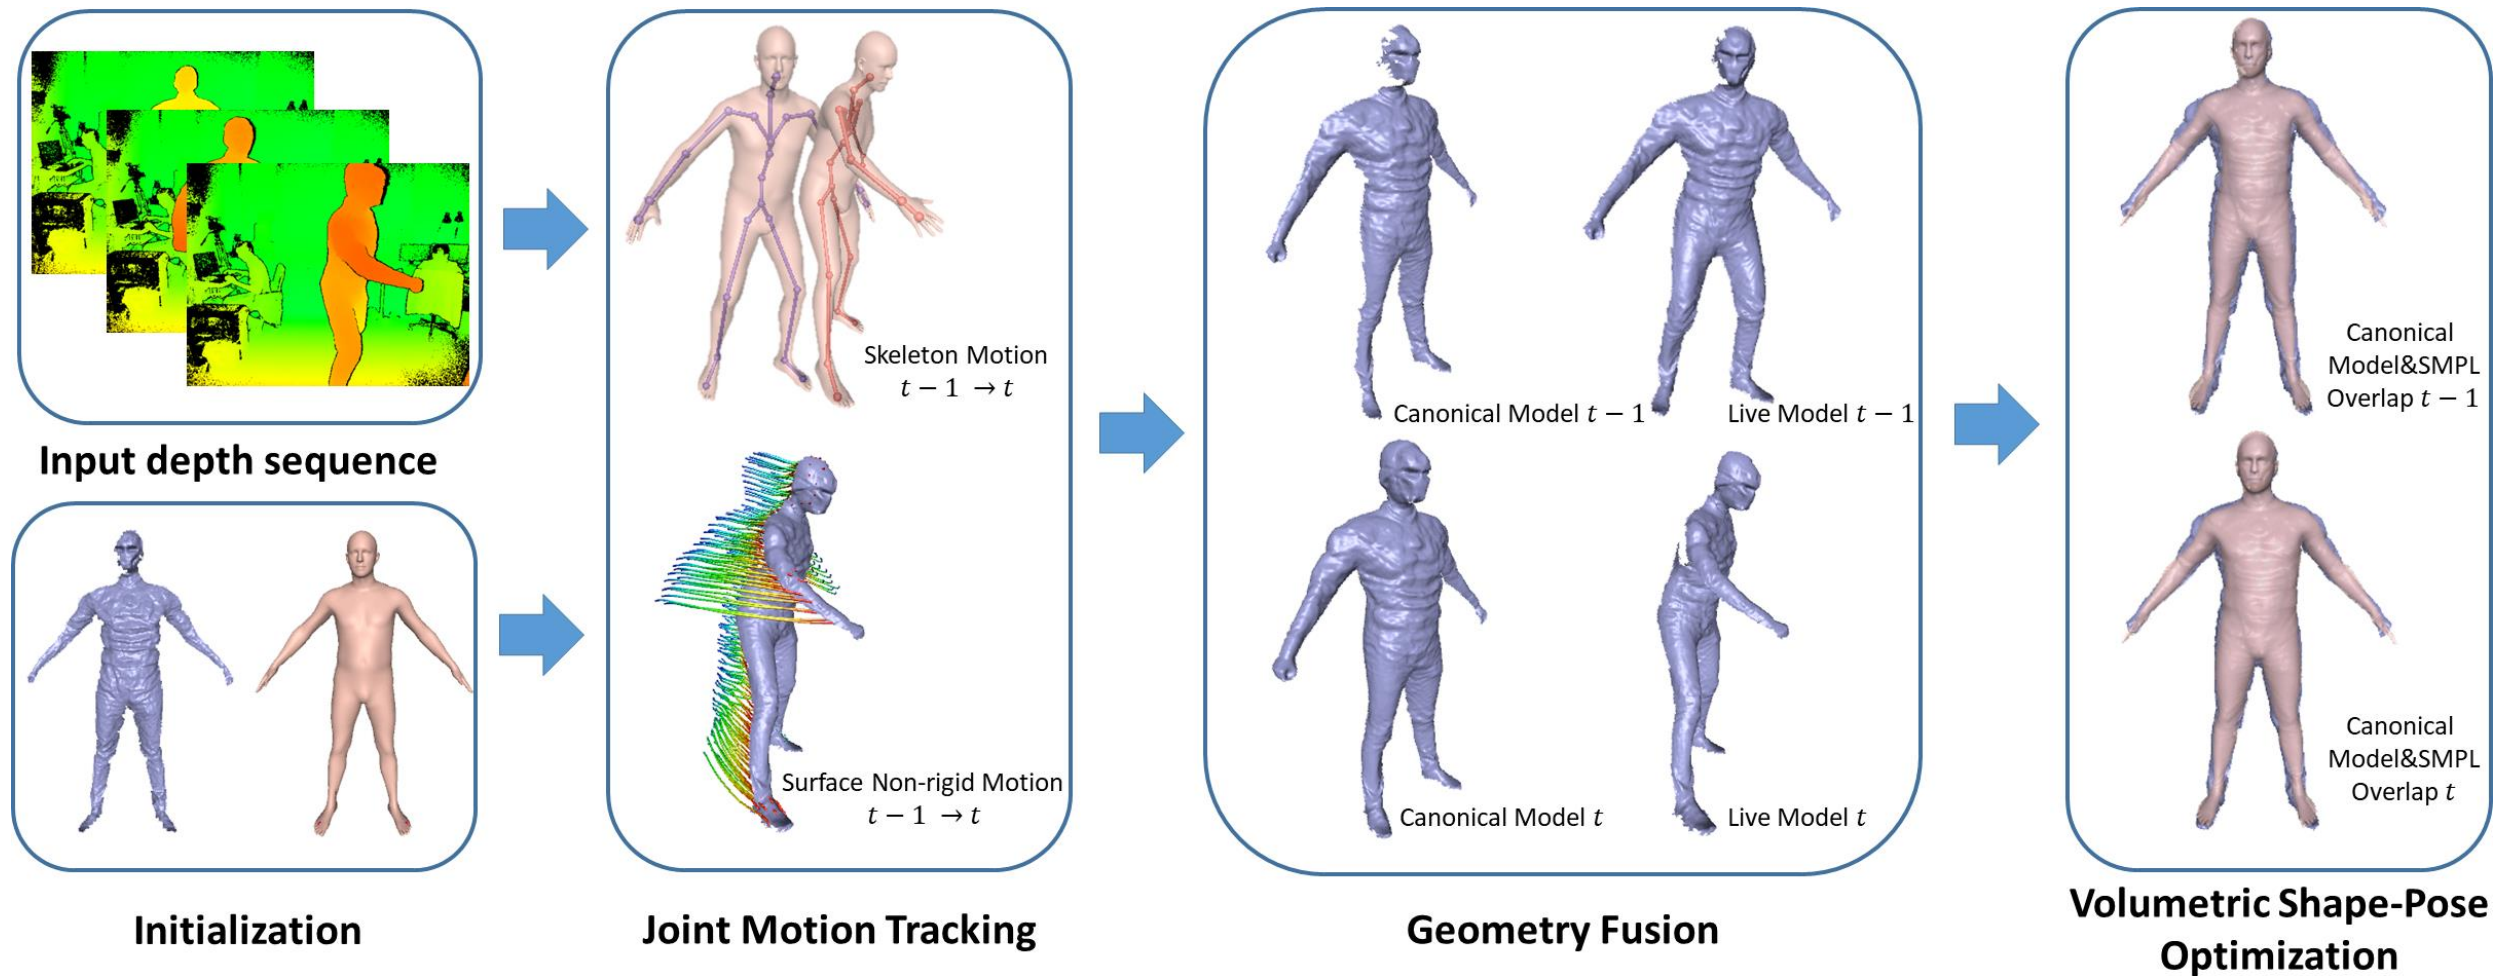 Input depth sequence
Initialization
Skeleton Motion
t − 1 → t
Surface Non-rigid Motion
t − 1 → t
Joint Motion Tracking
Canonical Model t − 1
Live Model t − 1
Canonical Model t
Live Model t
Geometry Fusion
Canonical
Model&SMPL
Overlap t − 1
Canonical
Model&SMPL
Overlap t
Volumetric Shape-Pose
Optimization